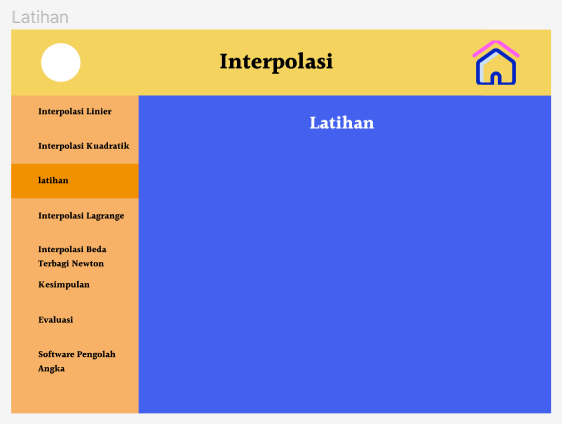 Latihan
Interpolasi
Interpolasi Linier
Interpolasi Kuadratik
latihan
Interpolasi Lagrange
Interpolasi Beda
Terbagi Newton
Kesimpulan
Evaluasi
Software Pengolah
Angka
Latihan